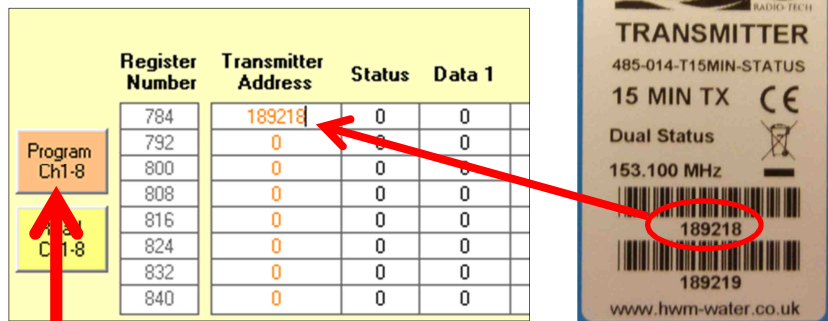 Register Number Transmitter Address Status Data 1
784 189218 0 0
792 0 0 0
800 0 0 0
808 0 0 0
816 0 0 0
824 0 0 0
832 0 0 0
840 0 0 0
Program
Ch1-8
Ch1-8
RADIO-TECH
TRANSMITTER
485-014-T15MIN-STATUS
15 MIN TX CE
Dual Status
153.100 MHz
189218
189219
www.hwm-water.co.uk